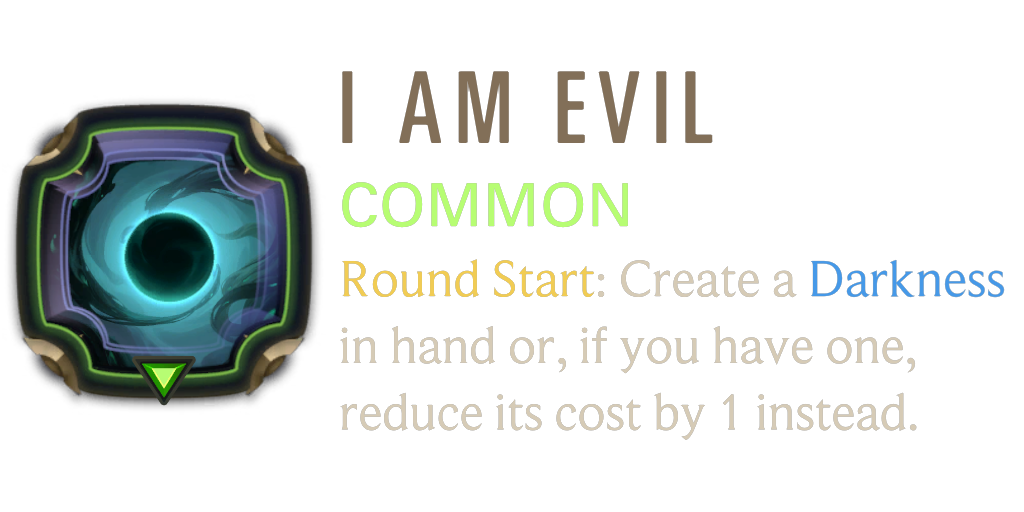 I AM EVIL
COMMON
Round Start: Create a Darkness
in hand or, if you have one,
reduce its cost by 1 instead.